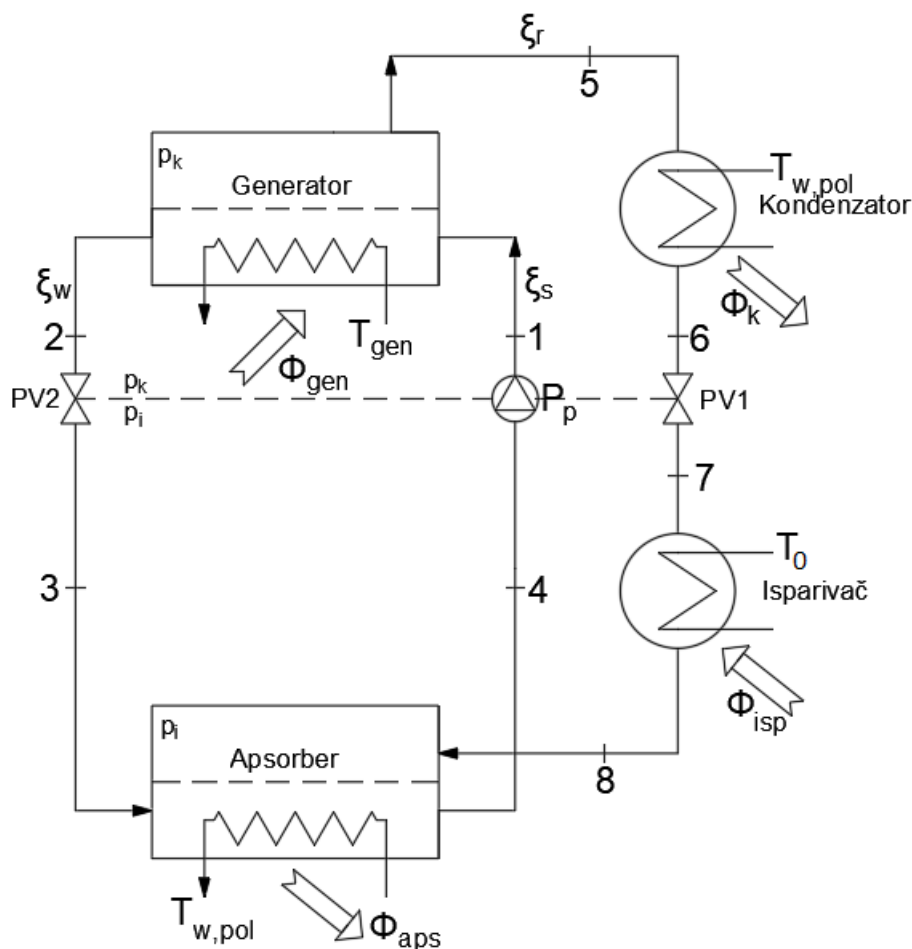 ξr
5
pk
Generator
Tw,pol
Kondenzator
ξw
ξs
Φk
2
Tgen
1
6
Φgen
PV2
pk
pi
Pp
PV1
7
T0
3
4
Isparivač
pi
Φisp
Apsorber
8
Tw,pol
Φaps